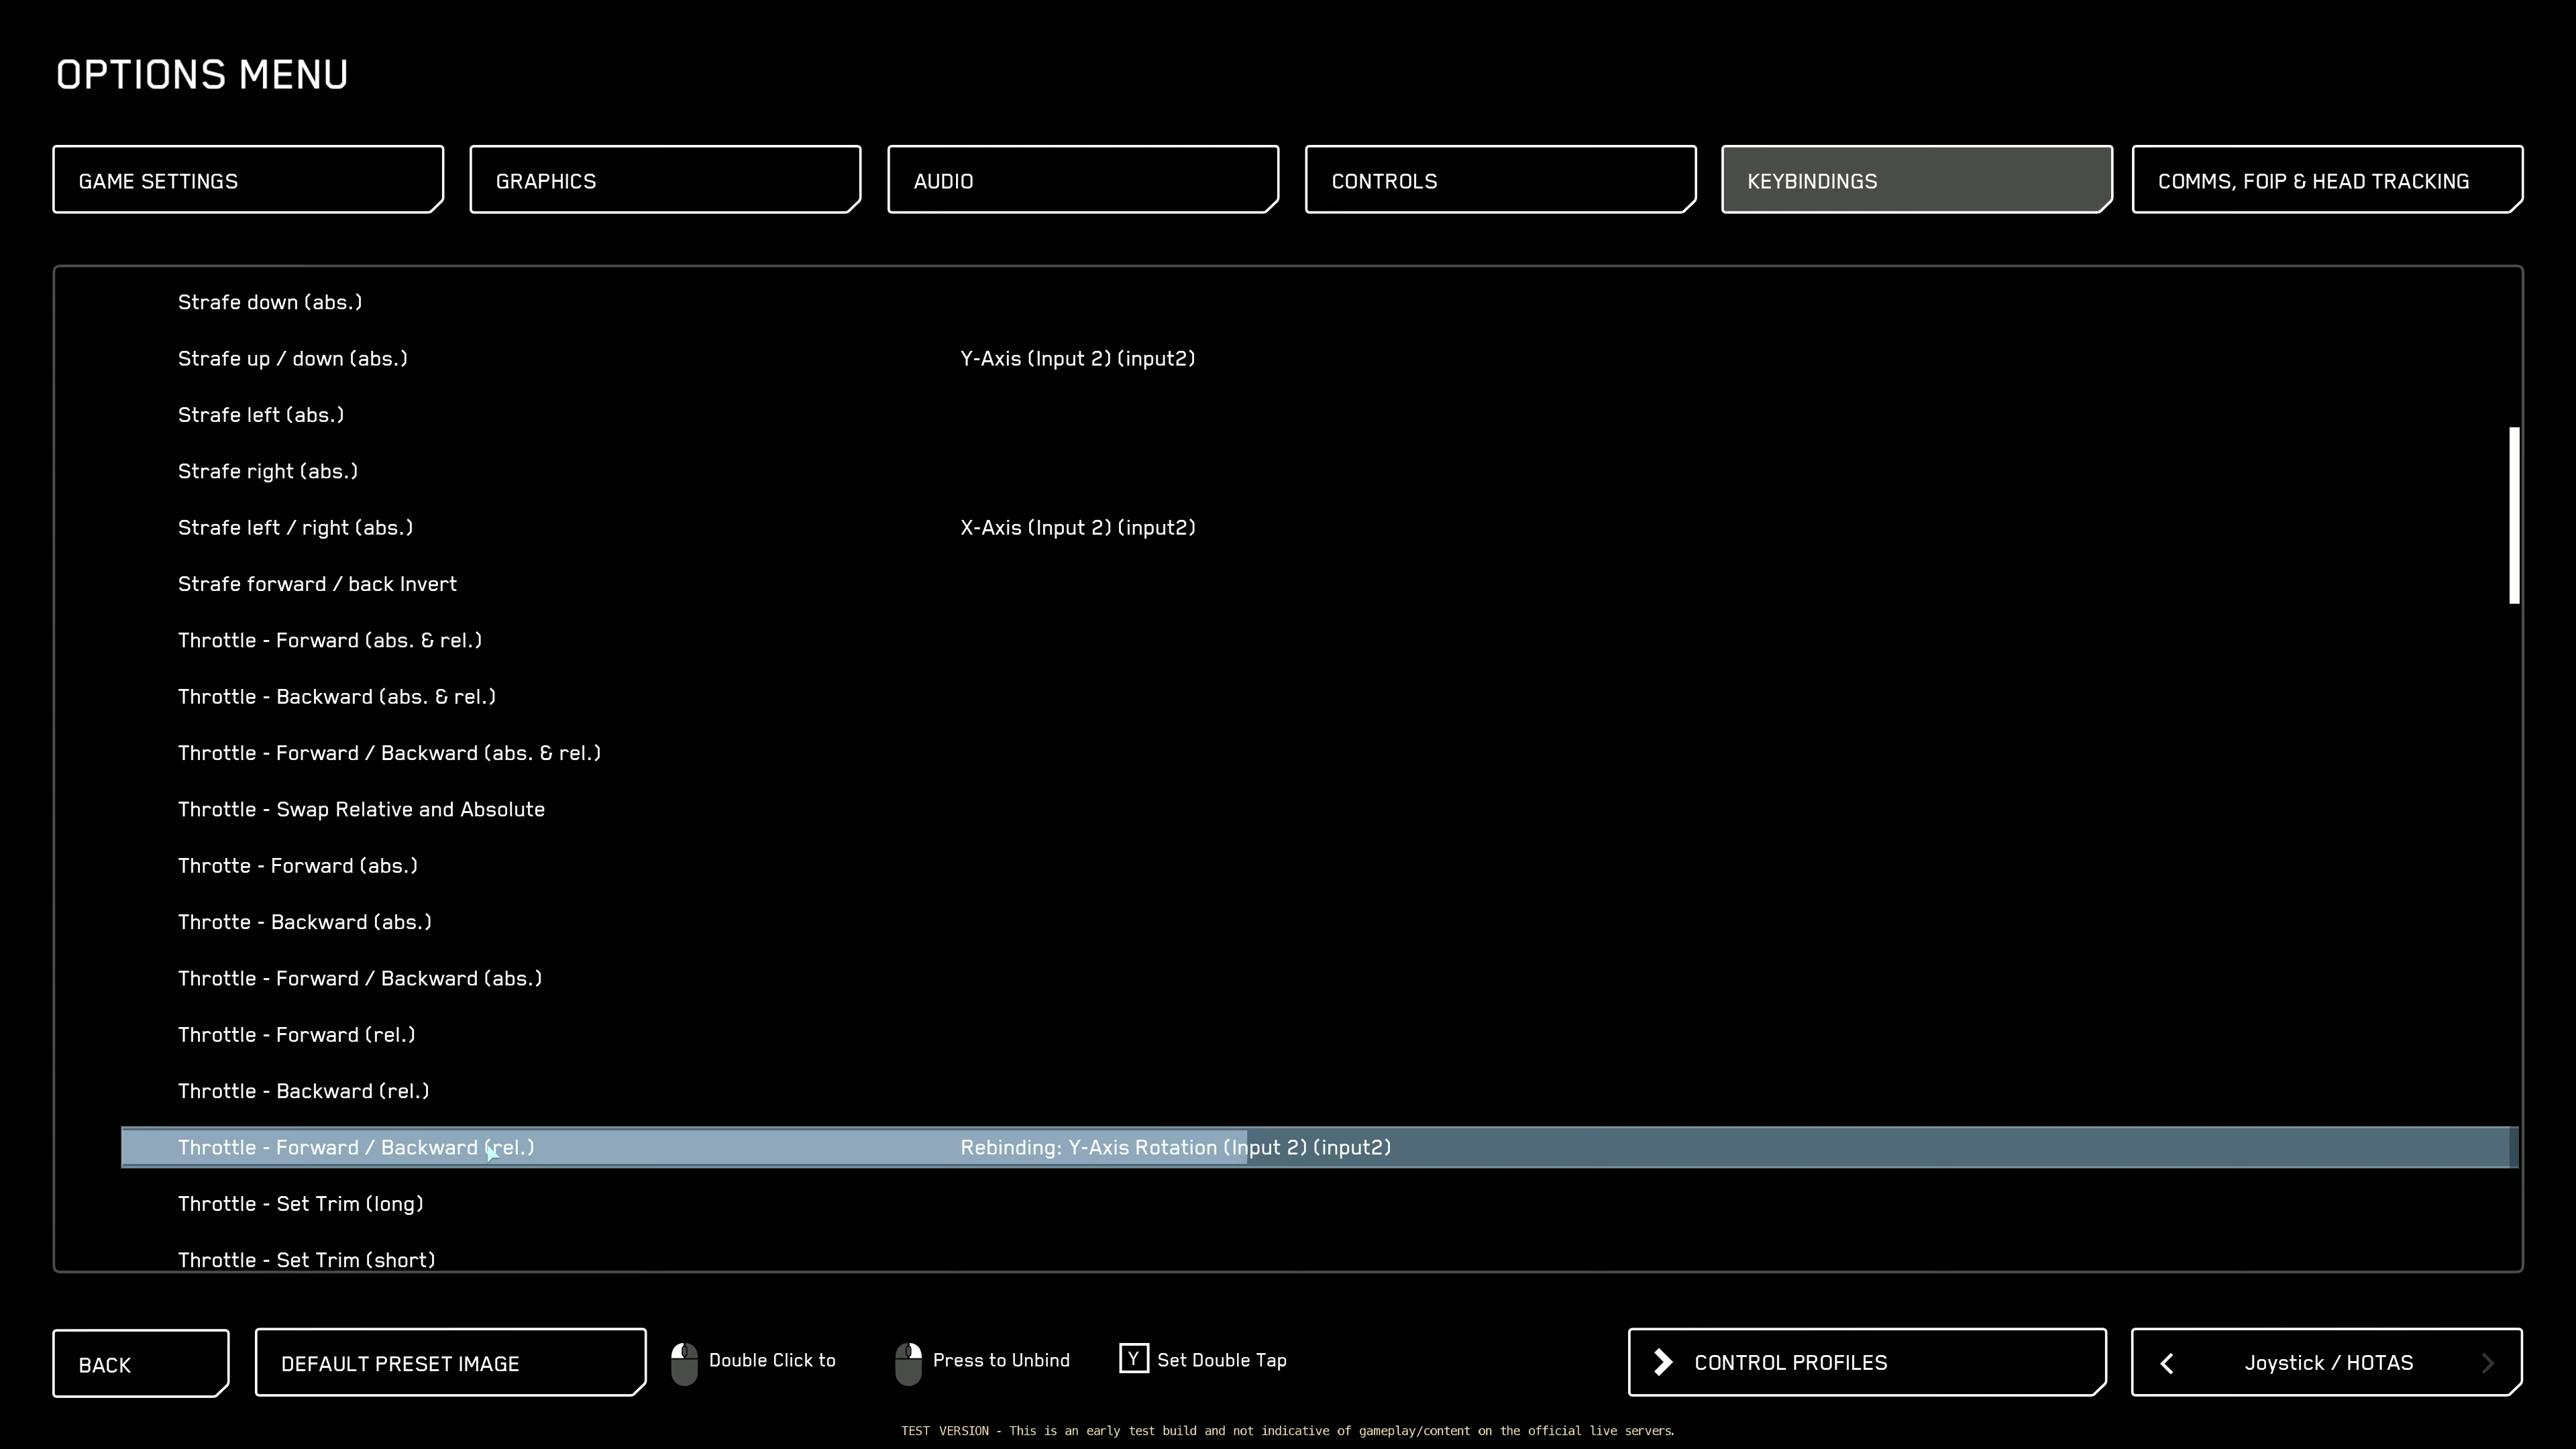 OPTIONS MENU
GAME SETTINGS
GRAPHICS
AUDIO
CONTROLS
KEYBINDINGS
COMMS, FOIP & HEAD TRACKING
Strafe down (abs.)
Strafe up / down (abs.) Y-Axis (Input 2) (input2)
Strafe left (abs.)
Strafe right (abs.)
Strafe left / right (abs.) X-Axis (Input 2) (input2)
Strafe forward / back Invert
Throttle - Forward (abs. & rel.)
Throttle - Backward (abs. & rel.)
Throttle - Forward / Backward (abs. & rel.)
Throttle - Swap Relative and Absolute
Throtte - Forward (abs.)
Throtte - Backward (abs.)
Throttle - Forward / Backward (abs.)
Throttle - Forward (rel.)
Throttle - Backward (rel.)
Throttle - Forward / Backward (rel.) Rebinding: Y-Axis Rotation (Input 2) (input2)
Throttle - Set Trim (long)
Throttle - Set Trim (short)
BACK
DEFAULT PRESET IMAGE
Double Click to
Press to Unbind
Y Set Double Tap
CONTROL PROFILES
Joystick / HOTAS
TEST VERSION - This is an early test build and not indicative of gameplay/content on the official live servers.